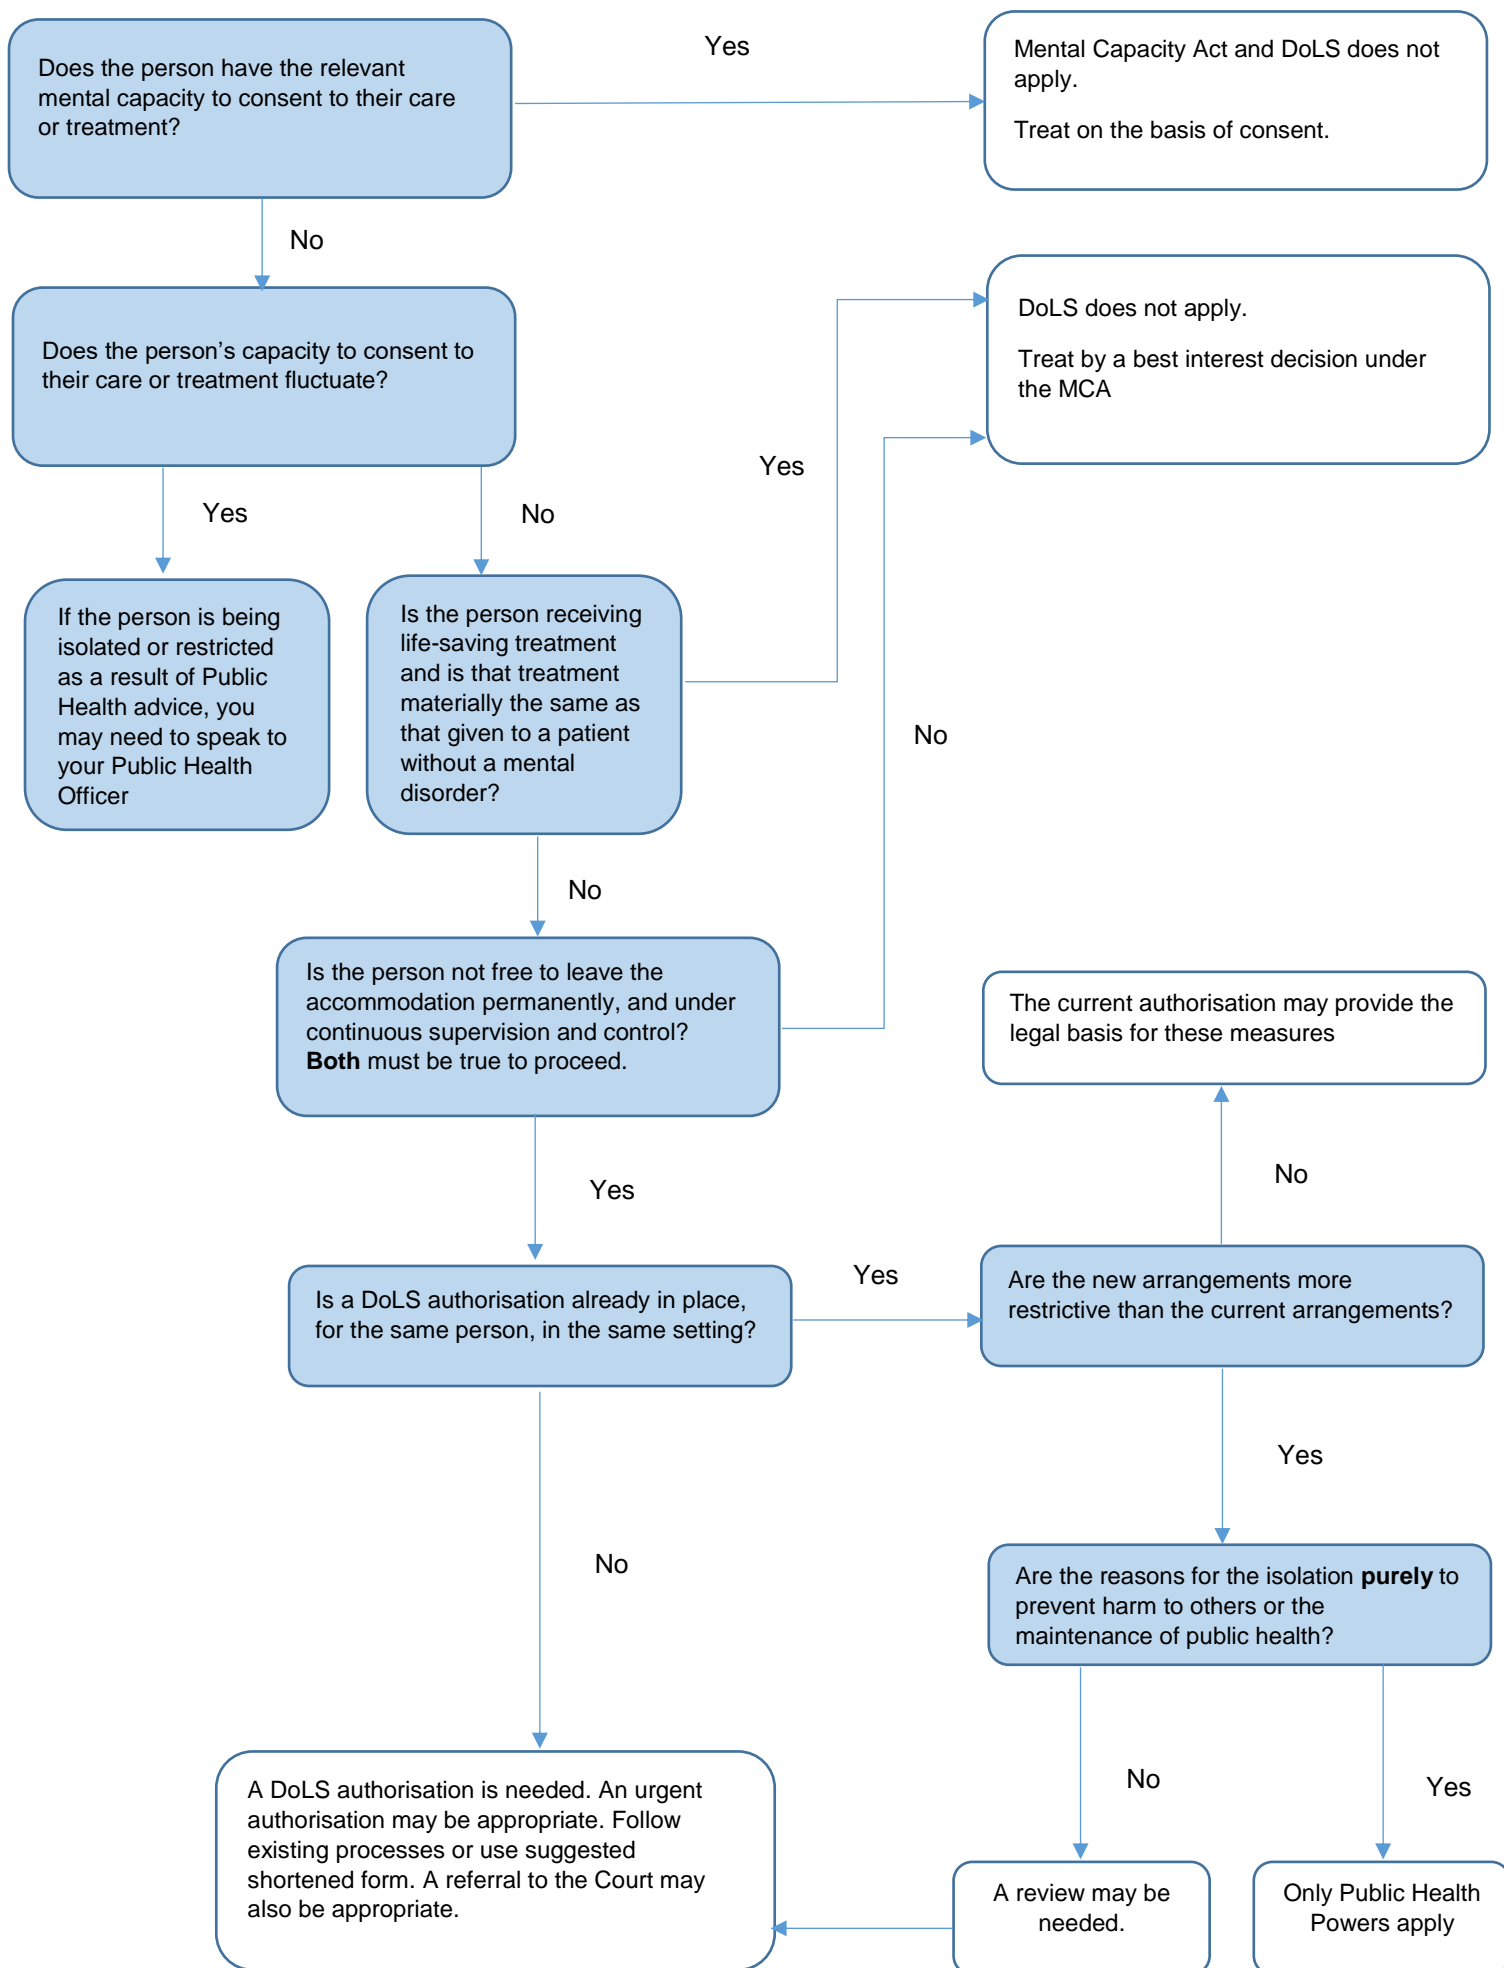 Does the person have the relevant
mental capacity to consent to their care
or treatment?
Yes
Mental Capacity Act and DoLS does not
apply.
Treat on the basis of consent.
No
Does the person’s capacity to consent to
their care or treatment fluctuate?
DoLS does not apply.
Treat by a best interest decision under
the MCA
Yes
No
Yes
If the person is being
isolated or restricted
as a result of Public
Health advice, you
may need to speak to
your Public Health
Officer
Is the person receiving
life-saving treatment
and is that treatment
materially the same as
that given to a patient
without a mental
disorder?
No
No
Is the person not free to leave the
accommodation permanently, and under
continuous supervision and control?
Both must be true to proceed.
The current authorisation may provide the
legal basis for these measures
Yes
No
Is a DoLS authorisation already in place,
for the same person, in the same setting?
Yes
Are the new arrangements more
restrictive than the current arrangements?
No
Yes
Are the reasons for the isolation purely to
prevent harm to others or the
maintenance of public health?
No
Yes
A DoLS authorisation is needed. An urgent
authorisation may be appropriate. Follow
existing processes or use suggested
shortened form. A referral to the Court may
also be appropriate.
A review may be
needed.
Only Public Health
Powers apply